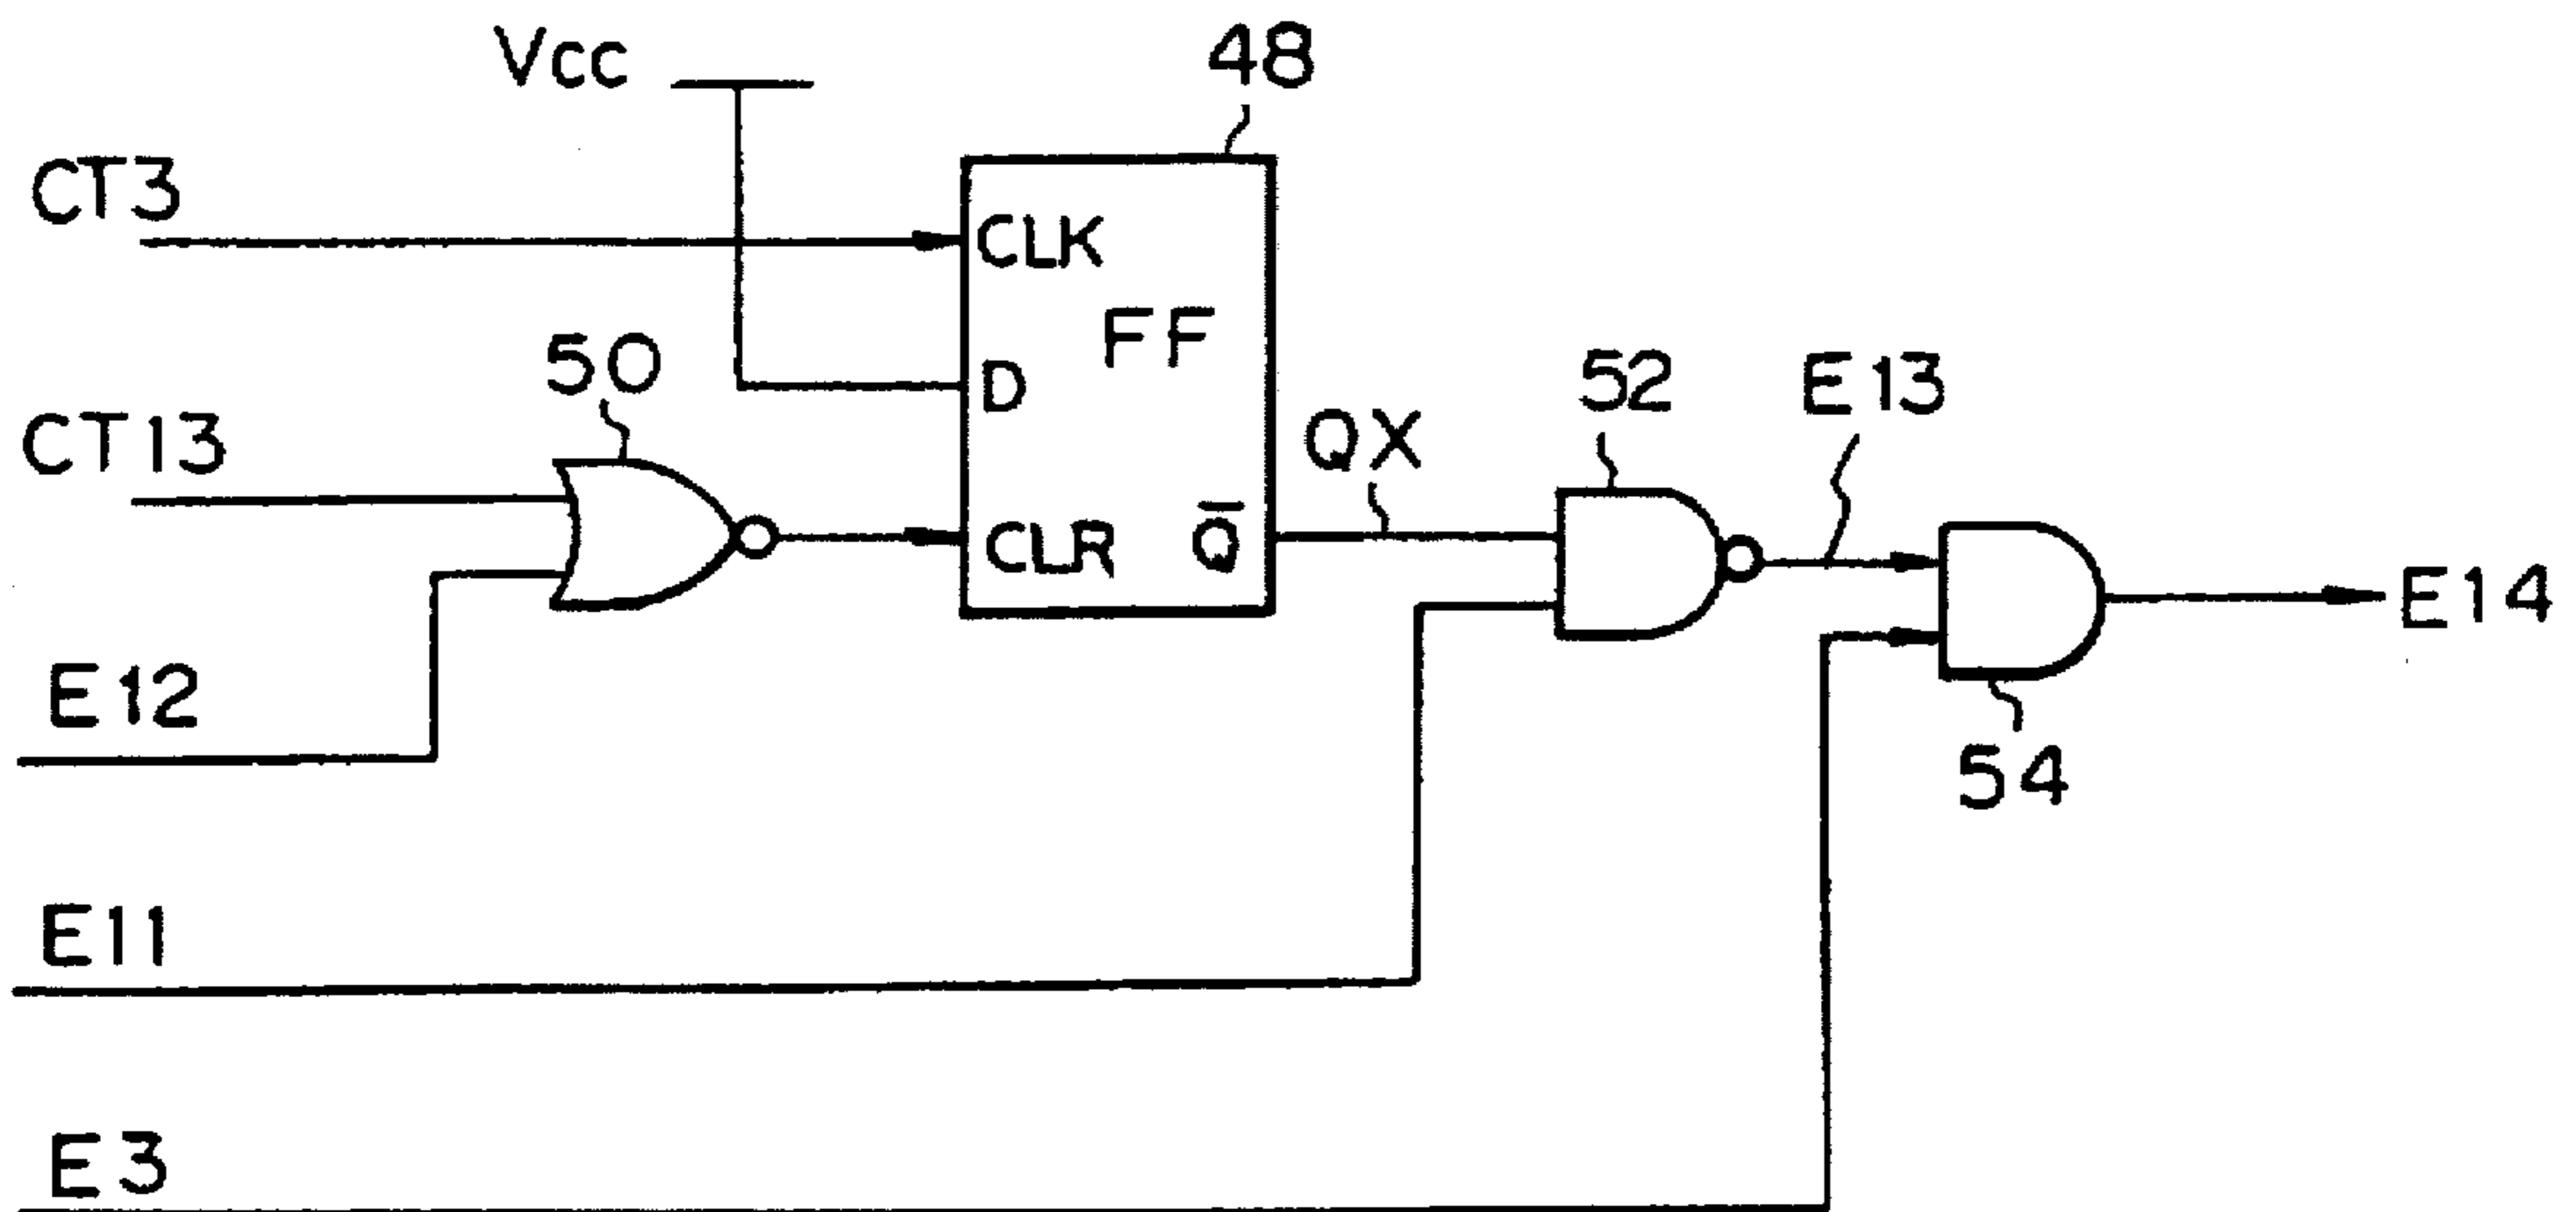 Vcc
48
CT3
CLK
FF
50
D
52
E13
CT13
QX
CLR
Q̅
E14
E12
54
E11
E3